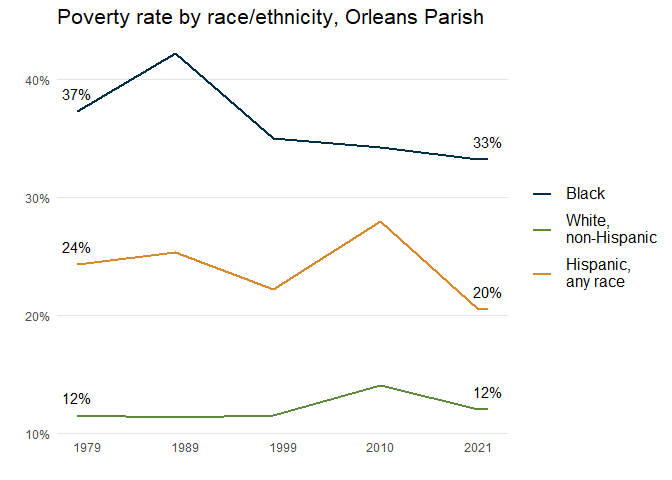 Poverty rate by race/ethnicity, Orleans Parish
40%
30%
20%
10%
37%
33%
24%
20%
12%
12%
1979
1989
1999
2010
2021
Black
White,
non-Hispanic
Hispanic,
any race